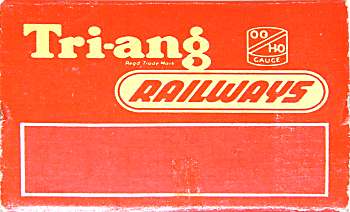 Tri-ang
Regd. Trade Mark
OO
HO
GAUGE
RAILWAYS